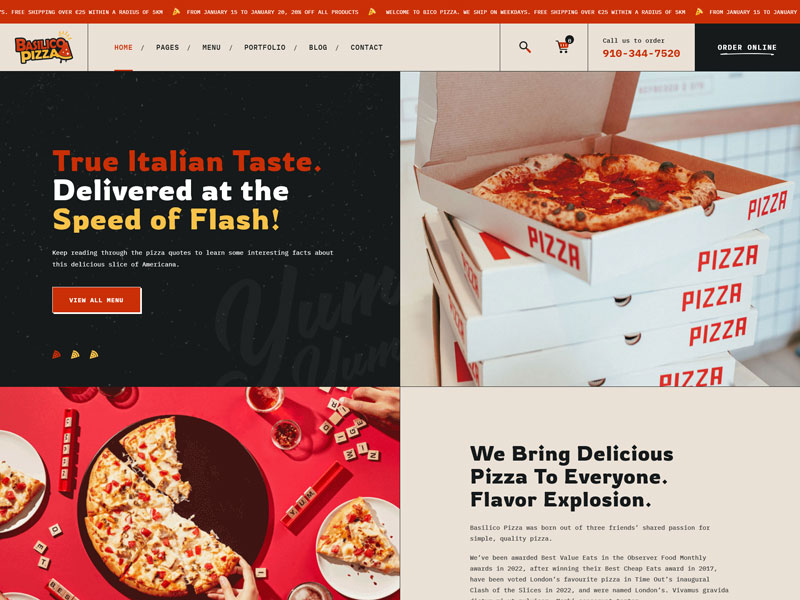 S. FREE SHIPPING OVER €25 WITHIN A RADIUS OF 5KM FROM JANUARY 15 TO JANUARY 20, 20% OFF ALL PRODUCTS WELCOME TO BICO PIZZA. WE SHIP ON WEEKDAYS. FREE SHIPPING OVER €25 WITHIN A RADIUS OF 5KM FROM JANUARY 15 TO JANUARY
BASILICO PIZZA
HOME / PAGES / MENU / PORTFOLIO / BLOG / CONTACT
0
Call us to order
910-344-7520
ORDER ONLINE
True Italian Taste.
Delivered at the
Speed of Flash!
Keep reading through the pizza quotes to learn some interesting facts about
this delicious slice of Americana.
VIEW ALL MENU
Yum
Yum
PIZZA
PIZZA
PIZZA
PIZZA
PIZZA
PIZZA
YUM
DIET
We Bring Delicious
Pizza To Everyone.
Flavor Explosion.
Basilico Pizza was born out of three friends’ shared passion for
simple, quality pizza.
We’ve been awarded Best Value Eats in the Observer Food Monthly
awards in 2022, after winning their Best Cheap Eats award in 2017,
have been voted London’s favourite pizza in Time Out’s inaugural
Clash of the Slices in 2022, and were named London’s. Vivamus gravida